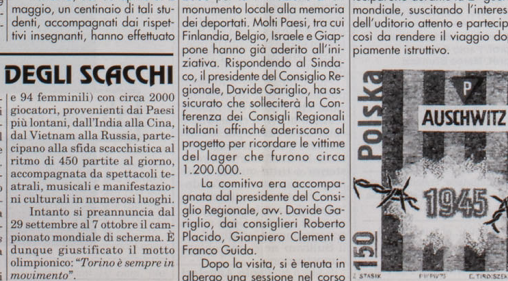 maggio, un centinaio di tali stu-
denti, accompagnati dai rispet-
tivi insegnanti, hanno effettuato
DEGLI SCACCHI
e 94 femminili) con circa 2000
giocatori, provenienti dai Paesi
più lontani, dall'India alla Cina,
dal Vietnam alla Russia, parte-
cipano alla sfida scacchistica al
ritmo di 450 partite al giorno,
accompagnata da spettacoli te-
atrali, musicali e manifestazio-
ni culturali in numerosi luoghi.
Intanto si preannuncia dal
29 settembre al 7 ottobre il cam-
pionato mondiale di scherma. È
dunque giustificato il motto
olimpionico: "Torino è sempre in
movimento".
monumento locale alla memoria
dei deportati. Molti Paesi, tra cui
Finlandia, Belgio, Israele e Giap-
pone hanno già aderito all'ini-
ziativa. Rispondendo al Sinda-
co, il presidente del Consiglio Re-
gionale, Davide Gariglio, ha as-
sicurato che solleciterà la Con-
ferenza dei Consigli Regionali
italiani affinché aderiscano al
progetto per ricordare le vittime
del lager che furono circa
1.200.000.
La comitiva era accompa-
gnata dal presidente del Consi-
glio Regionale, avv. Davide Ga-
riglio, dai consiglieri Roberto
Placido, Gianpiero Clement e
Franco Guida.
Dopo la visita, si è tenuta in
albergo una sessione nel corso
mondiale, suscitando l'interes
dell'uditorio attento e partecip
così da rendere il viaggio do
piamente istruttivo.
Polska
150
P
AUSCHWITZ
1945